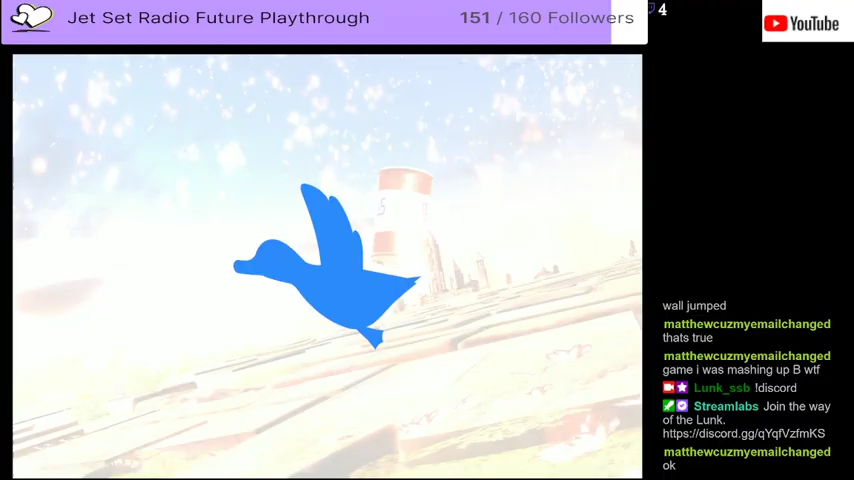 Jet Set Radio Future Playthrough
151 / 160 Followers
4
YouTube
5
wall jumped
matthewcuzmyemailchanged
thats true
matthewcuzmyemailchanged
game i was mashing up B wtf
Lunk_ssb !discord
Streamlabs Join the way
of the Lunk.
https://discord.gg/qYqfVzfmKS
matthewcuzmyemailchanged
ok